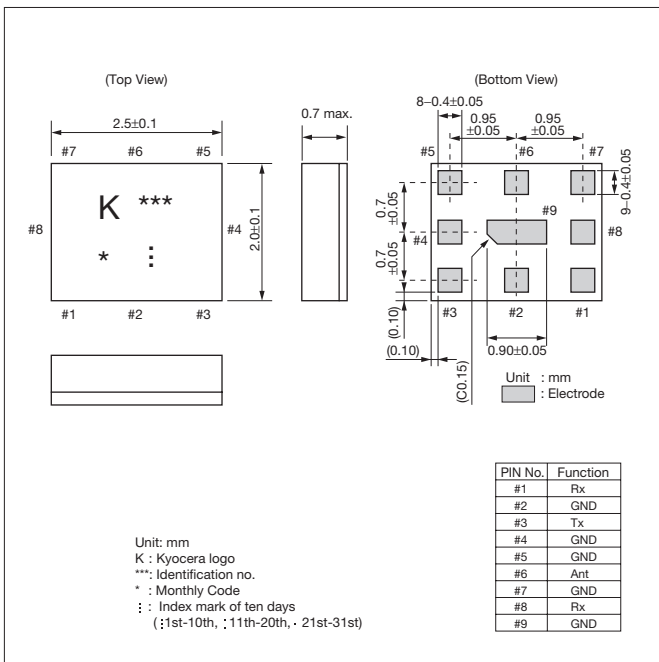 (Top View)
2.5±0.1
#7 #6 #5
K ***
* ⋮
#8
#4
2.0±0.1
#1 #2 #3
0.7 max.
(Bottom View)
8–0.4±0.05
0.95 ±0.05
0.95 ±0.05
#5 #6 #7
9–0.4±0.05
0.7 ±0.05
#9
#4
#8
0.7 ±0.05
(0.10)
#3 #2 #1
(0.10)
0.90±0.05
(C0.15)
Unit : mm
: Electrode
PIN No. Function
#1 Rx
#2 GND
#3 Tx
#4 GND
#5 GND
#6 Ant
#7 GND
#8 Rx
#9 GND
Unit: mm
K : Kyocera logo
***: Identification no.
* : Monthly Code
⋮ : Index mark of ten days
(⋮1st-10th, :11th-20th, · 21st-31st)